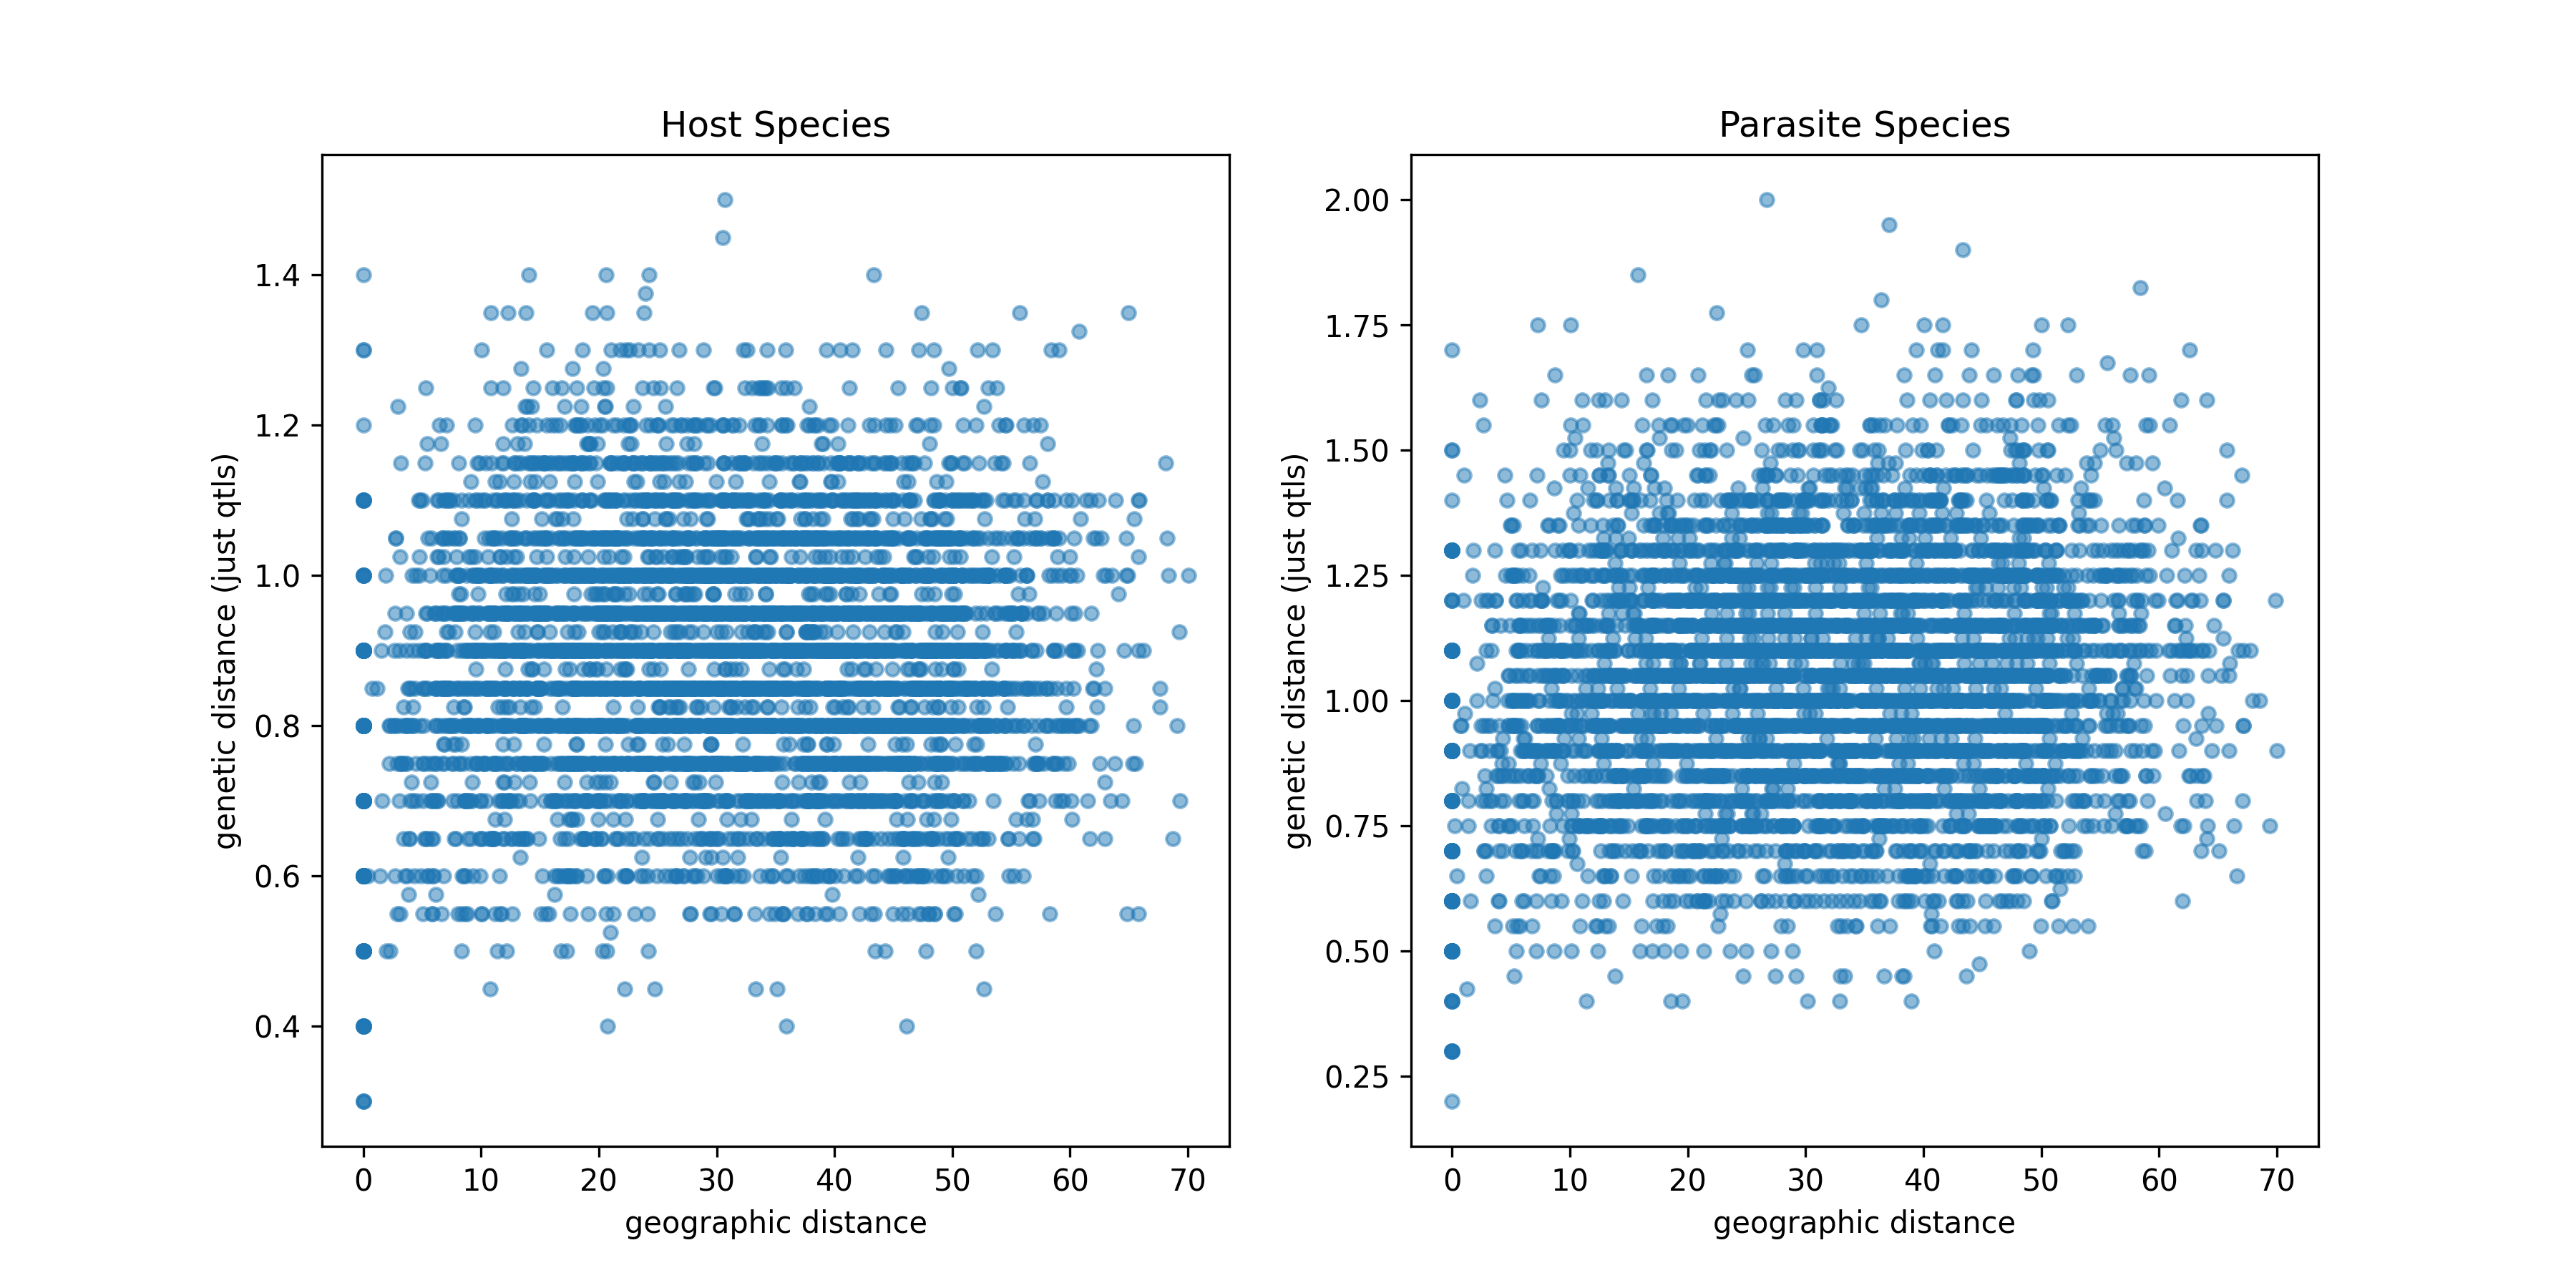 Host Species
genetic distance (just qtls)
1.4
1.2
1.0
0.8
0.6
0.4
0 10 20 30 40 50 60 70
geographic distance
Parasite Species
genetic distance (just qtls)
2.00
1.75
1.50
1.25
1.00
0.75
0.50
0.25
0 10 20 30 40 50 60 70
geographic distance